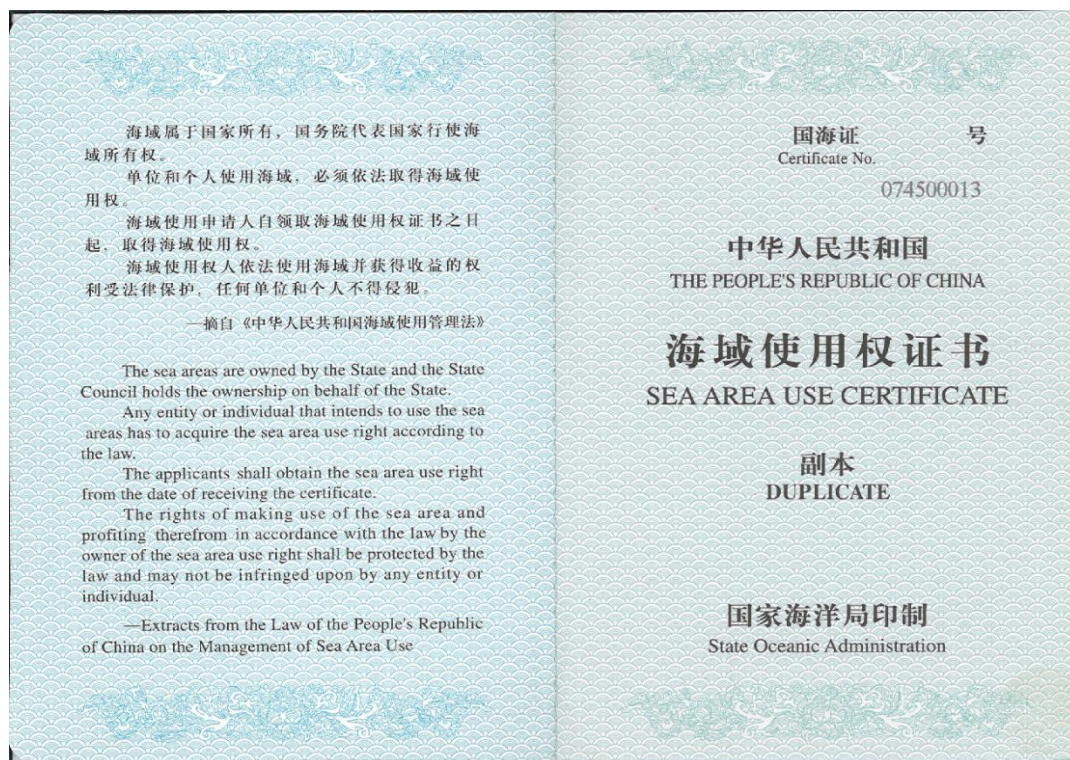 海域属于国家所有，国务院代表国家行使海
域所有权。
单位和个人使用海域，必须依法取得海域使
用权。
海域使用申请人自领取海域使用权证书之日
起，取得海域使用权。
海域使用权人依法使用海域并获得收益的权
利受法律保护，任何单位和个人不得侵犯。
—摘自《中华人民共和国海域使用管理法》
The sea areas are owned by the State and the State
Council holds the ownership on behalf of the State.
Any entity or individual that intends to use the sea
areas has to acquire the sea area use right according to
the law.
The applicants shall obtain the sea area use right
from the date of receiving the certificate.
The rights of making use of the sea area and
profiting therefrom in accordance with the law by the
owner of the sea area use right shall be protected by the
law and may not be infringed upon by any entity or
individual.
—Extracts from the Law of the People's Republic
of China on the Management of Sea Area Use
国海证 号
Certificate No.
074500013
中华人民共和国
THE PEOPLE'S REPUBLIC OF CHINA
海域使用权证书
SEA AREA USE CERTIFICATE
副本
DUPLICATE
国家海洋局印制
State Oceanic Administration